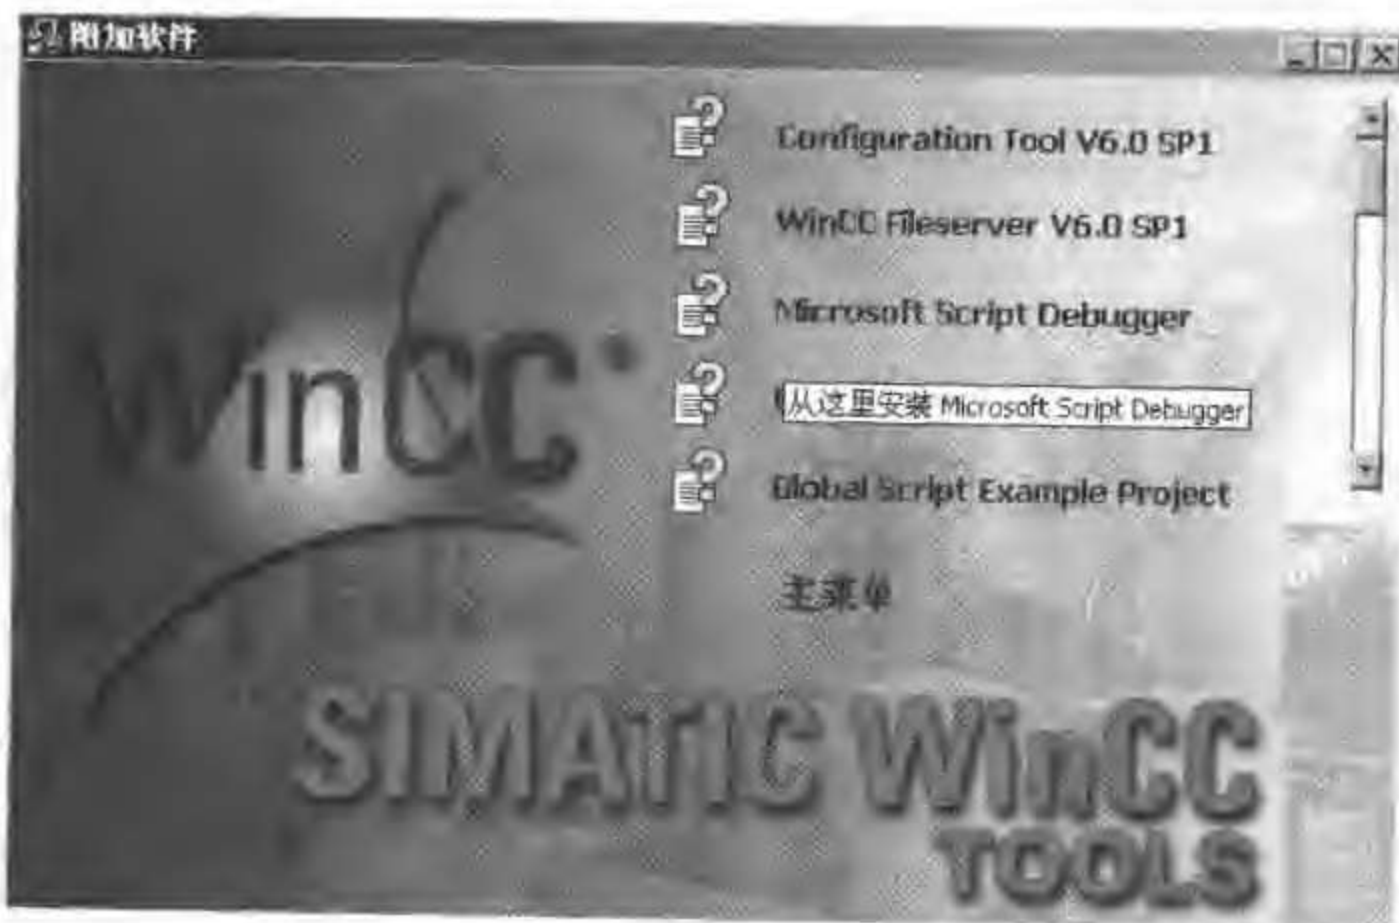 附加软件
Configuration Tool V6.0 SP1
WinCC Fileserver V6.0 SP1
Microsoft Script Debugger
从这里安装 Microsoft Script Debugger
Global Script Example Project
主菜单
WinCC
SIMATIC WinCC
TOOLS